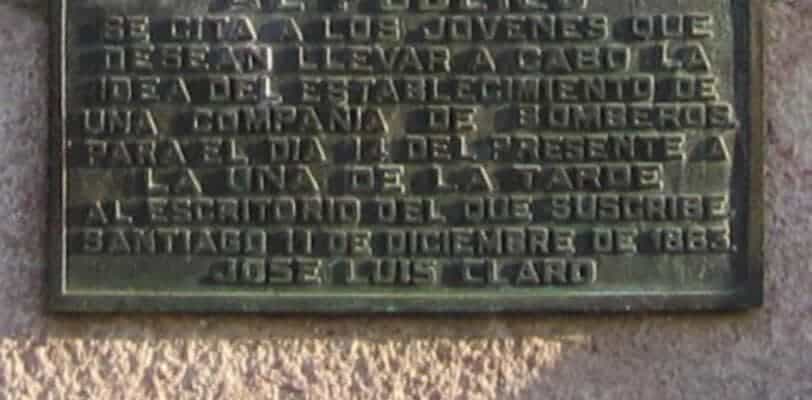 AL PUBLICO
SE CITA A LOS JOVENES QUE
DESEAN LLEVAR A CABO LA
IDEA DEL ESTABLECIMIENTO DE
UNA COMPAÑIA DE BOMBEROS,
PARA EL DIA 14 DEL PRESENTE A
LA UNA DE LA TARDE
AL ESCRITORIO DEL QUE SUSCRIBE.
SANTIAGO 11 DE DICIEMBRE DE 1863.
JOSE LUIS CLARO